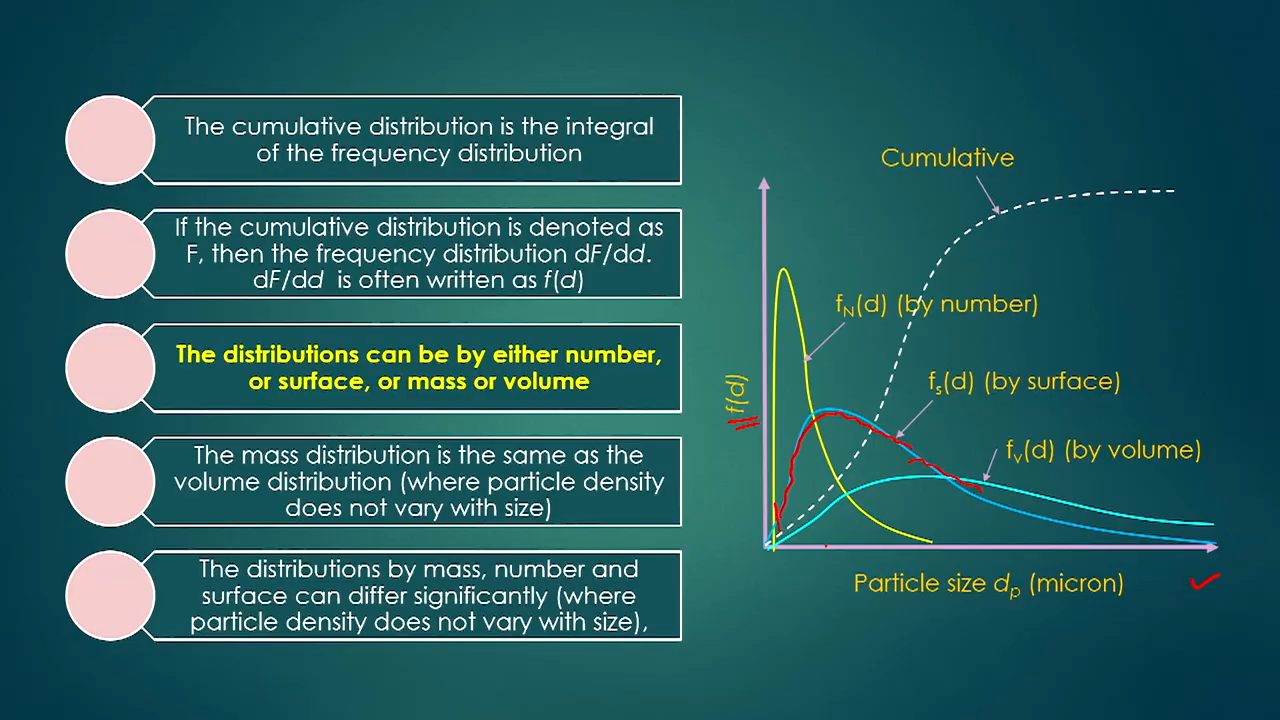 The cumulative distribution is the integral
of the frequency distribution
If the cumulative distribution is denoted as
F, then the frequency distribution dF/dd.
dF/dd is often written as f(d)
The distributions can be by either number,
or surface, or mass or volume
The mass distribution is the same as the
volume distribution (where particle density
does not vary with size)
The distributions by mass, number and
surface can differ significantly (where
particle density does not vary with size),
Cumulative
fN(d) (by number)
fs(d) (by surface)
fv(d) (by volume)
f(d)
Particle size dp (micron)